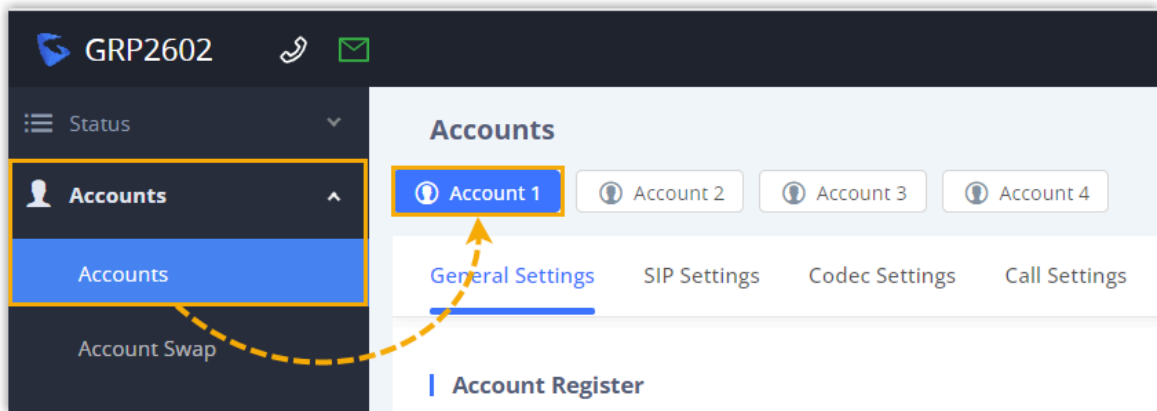 GRP2602
Status
Accounts
Accounts
Account Swap
Accounts
Account 1 Account 2 Account 3 Account 4
General Settings SIP Settings Codec Settings Call Settings
Account Register